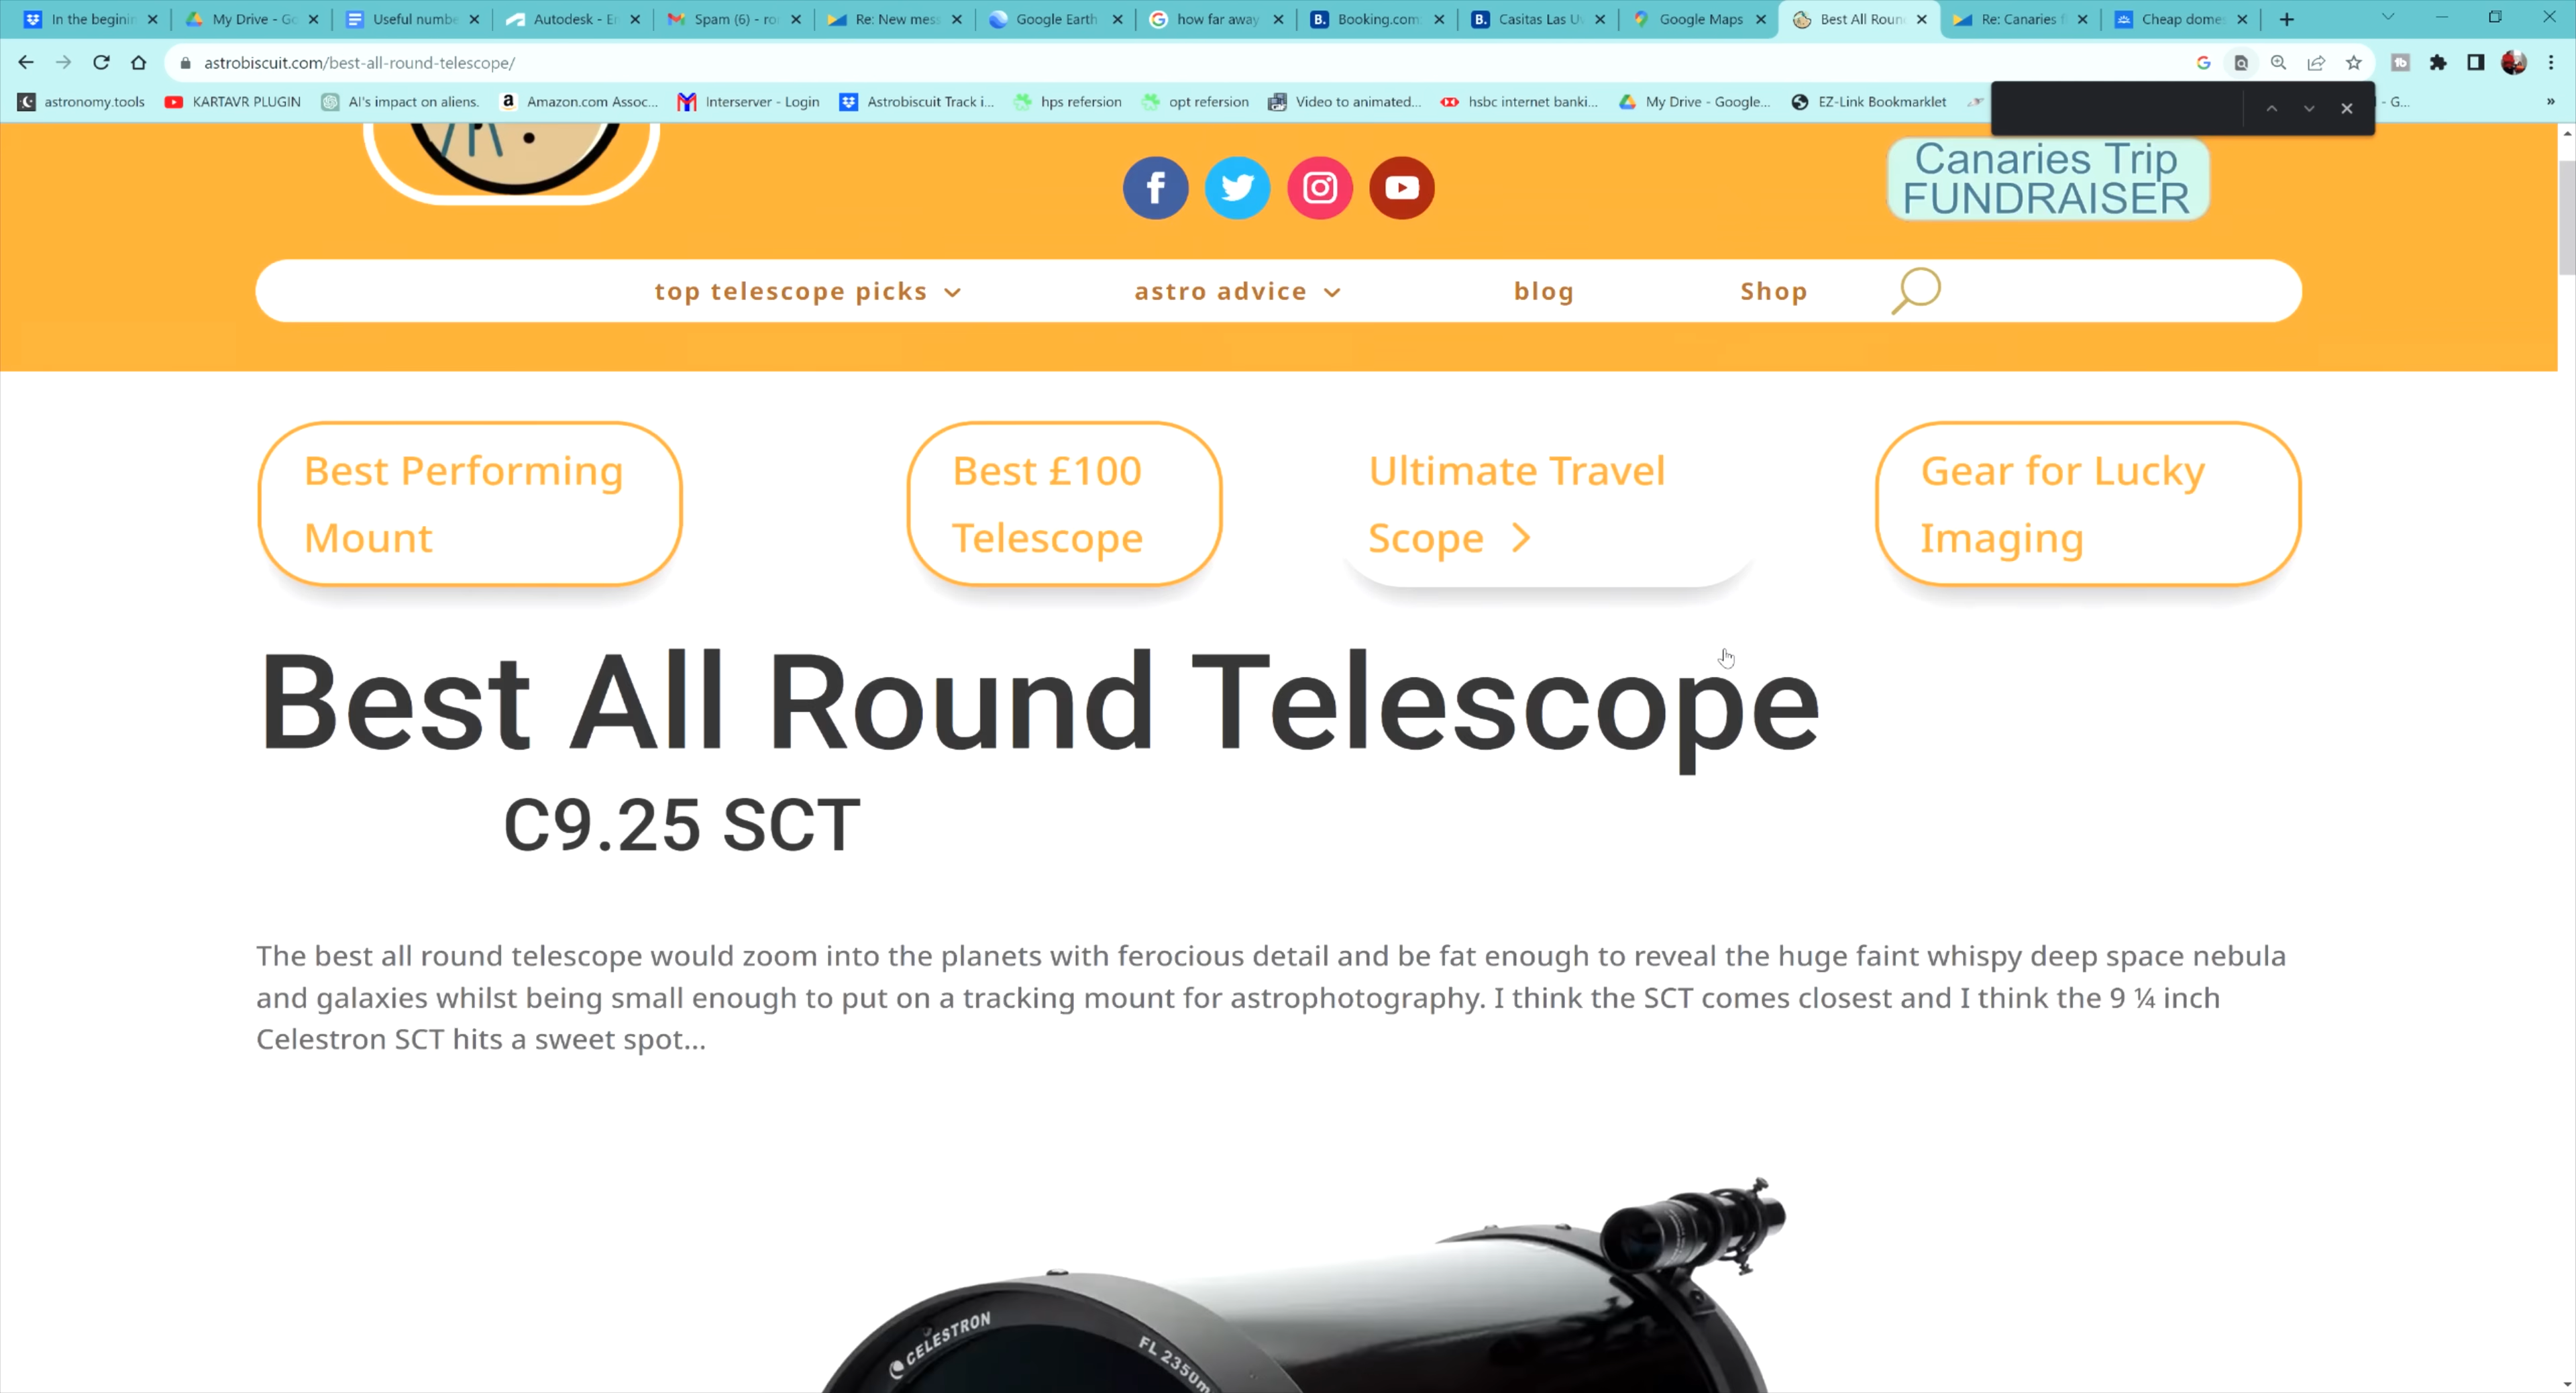 In the beginin
My Drive - Go
Useful numbe
Autodesk - E
Spam (6) - ro
Re: New mess
Google Earth
how far away
Booking.com
Casitas Las U
Google Maps
Best All Roun
Re: Canaries f
Cheap dome
astrobiscuit.com/best-all-round-telescope/
astronomy.tools
KARTAVR PLUGIN
AI's impact on aliens.
Amazon.com Assoc...
Interserver - Login
Astrobiscuit Track i...
hps refersion
opt refersion
Video to animated...
hsbc internet banki...
My Drive - Google...
EZ-Link Bookmarklet
- G...
Canaries Trip
FUNDRAISER
top telescope picks
astro advice
blog
Shop
Best Performing
Mount
Best £100
Telescope
Ultimate Travel
Scope
Gear for Lucky
Imaging
Best All Round Telescope
C9.25 SCT
The best all round telescope would zoom into the planets with ferocious detail and be fat enough to reveal the huge faint whispy deep space nebula
and galaxies whilst being small enough to put on a tracking mount for astrophotography. I think the SCT comes closest and I think the 9 ¼ inch
Celestron SCT hits a sweet spot...
CELESTRON
FL 235